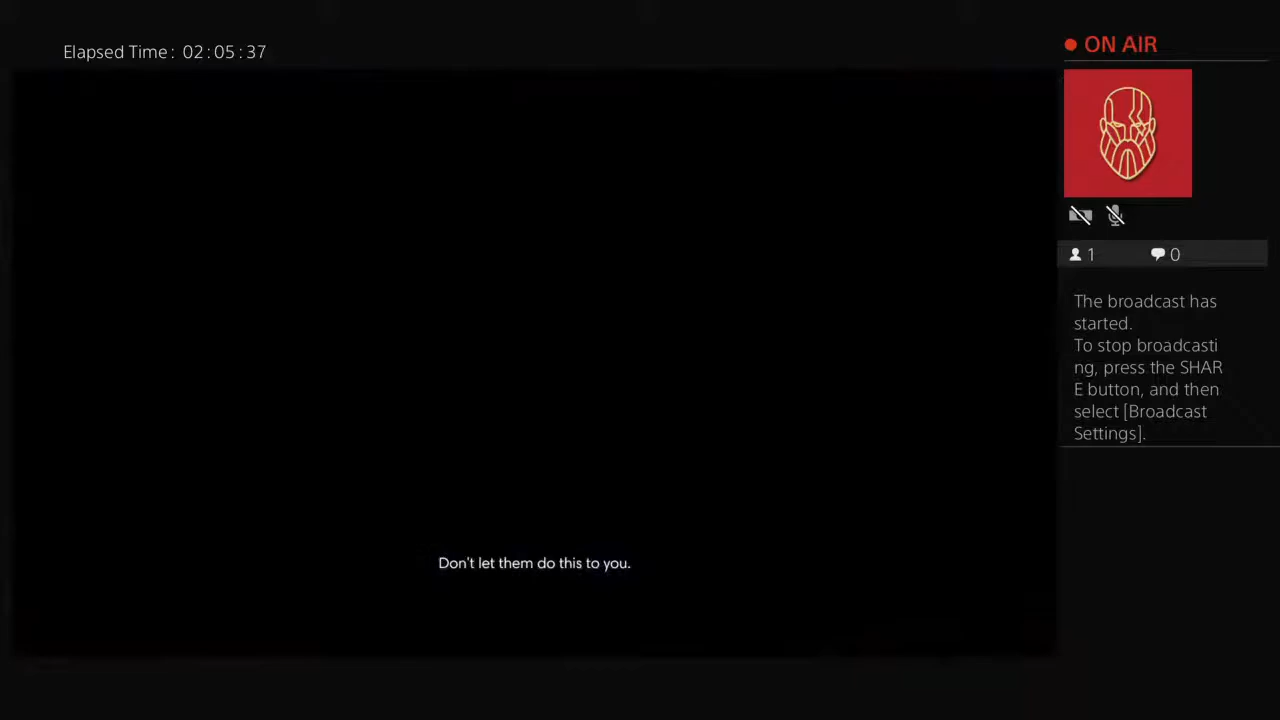 Elapsed Time: 02:05:37
ON AIR
1 0
The broadcast has
started.
To stop broadcasti
ng, press the SHAR
E button, and then
select [Broadcast
Settings].
Don't let them do this to you.